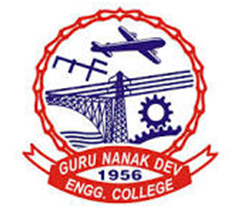 GURU NANAK DEV
1956
ENGG. COLLEGE